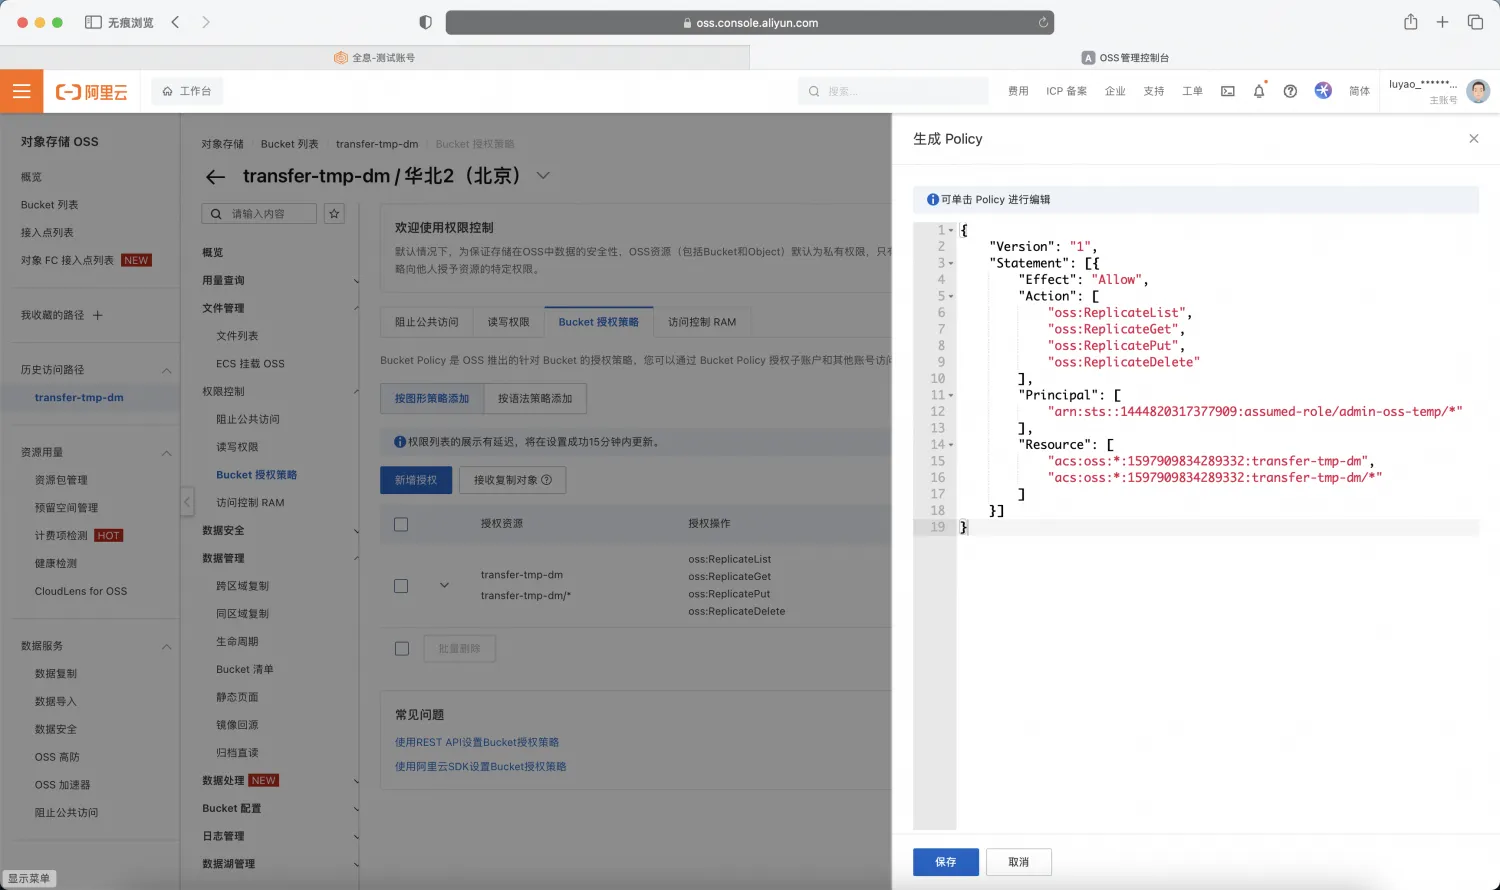 无痕浏览
oss.console.aliyun.com
全息-测试账号
A OSS管理控制台
阿里云
工作台
搜索...
费用
ICP 备案
企业
支持
工单
简体
luyao_******...
主账号
对象存储 OSS
概览
Bucket 列表
接入点列表
对象 FC 接入点列表 NEW
我收藏的路径
历史访问路径
transfer-tmp-dm
资源用量
资源包管理
预留空间管理
计费项检测 HOT
健康检测
CloudLens for OSS
数据服务
数据复制
数据导入
数据安全
OSS 高防
OSS 加速器
阻止公共访问
显示菜单
对象存储 Bucket 列表 transfer-tmp-dm Bucket 授权策略
transfer-tmp-dm / 华北2（北京）
请输入内容
概览
用量查询
文件管理
文件列表
ECS 挂载 OSS
权限控制
阻止公共访问
读写权限
Bucket 授权策略
访问控制 RAM
数据安全
数据管理
跨区域复制
同区域复制
生命周期
Bucket 清单
静态页面
镜像回源
归档直读
数据处理 NEW
Bucket 配置
日志管理
数据湖管理
欢迎使用权限控制
默认情况下，为保证存储在OSS中数据的安全性，OSS资源（包括Bucket和Object）默认为私有权限，只有
略向他人授予资源的特定权限。
阻止公共访问
读写权限
Bucket 授权策略
访问控制 RAM
Bucket Policy 是 OSS 推出的针对 Bucket 的授权策略，您可以通过 Bucket Policy 授权子账户和其他账号访问
按图形策略添加
按语法策略添加
权限列表的展示有延迟，将在设置成功15分钟内更新。
新增授权
接收复制对象
授权资源
授权操作
transfer-tmp-dm
transfer-tmp-dm/*
oss:ReplicateList
oss:ReplicateGet
oss:ReplicatePut
oss:ReplicateDelete
批量删除
常见问题
使用REST API设置Bucket授权策略
使用阿里云SDK设置Bucket授权策略
生成 Policy
可单击 Policy 进行编辑
1 {
2 "Version": "1",
3 "Statement": [{
4 "Effect": "Allow",
5 "Action": [
6 "oss:ReplicateList",
7 "oss:ReplicateGet",
8 "oss:ReplicatePut",
9 "oss:ReplicateDelete"
10 ],
11 "Principal": [
12 "arn:sts::1444820317377909:assumed-role/admin-oss-temp/*"
13 ],
14 "Resource": [
15 "acs:oss:*:1597909834289332:transfer-tmp-dm",
16 "acs:oss:*:1597909834289332:transfer-tmp-dm/*"
17 ]
18 }]
19 }
保存
取消